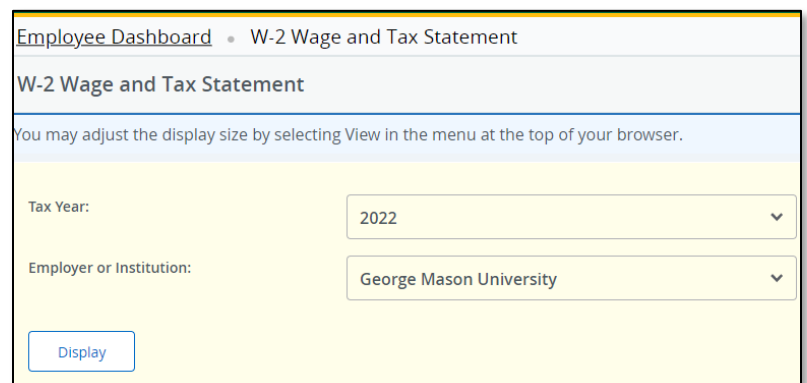 Employee Dashboard • W-2 Wage and Tax Statement
W-2 Wage and Tax Statement
You may adjust the display size by selecting View in the menu at the top of your browser.
Tax Year:
2022
Employer or Institution:
George Mason University
Display